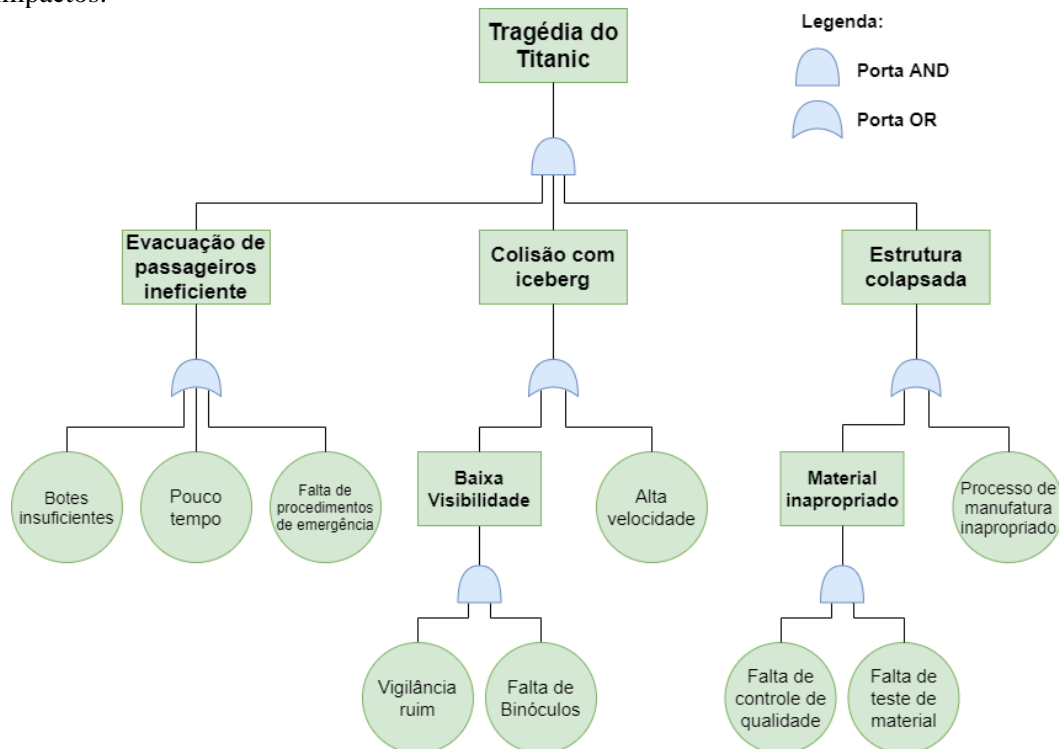 Tragédia do
Titanic
Legenda:
Porta AND
Porta OR
Evacuação de
passageiros
ineficiente
Colisão com
iceberg
Estrutura
colapsada
Botes
insuficientes
Pouco
tempo
Falta de
procedimentos
de emergência
Baixa
Visibilidade
Alta
velocidade
Material
inapropriado
Processo de
manufatura
inapropriado
Vigilância
ruim
Falta de
Binóculos
Falta de
controle de
qualidade
Falta de
teste de
material